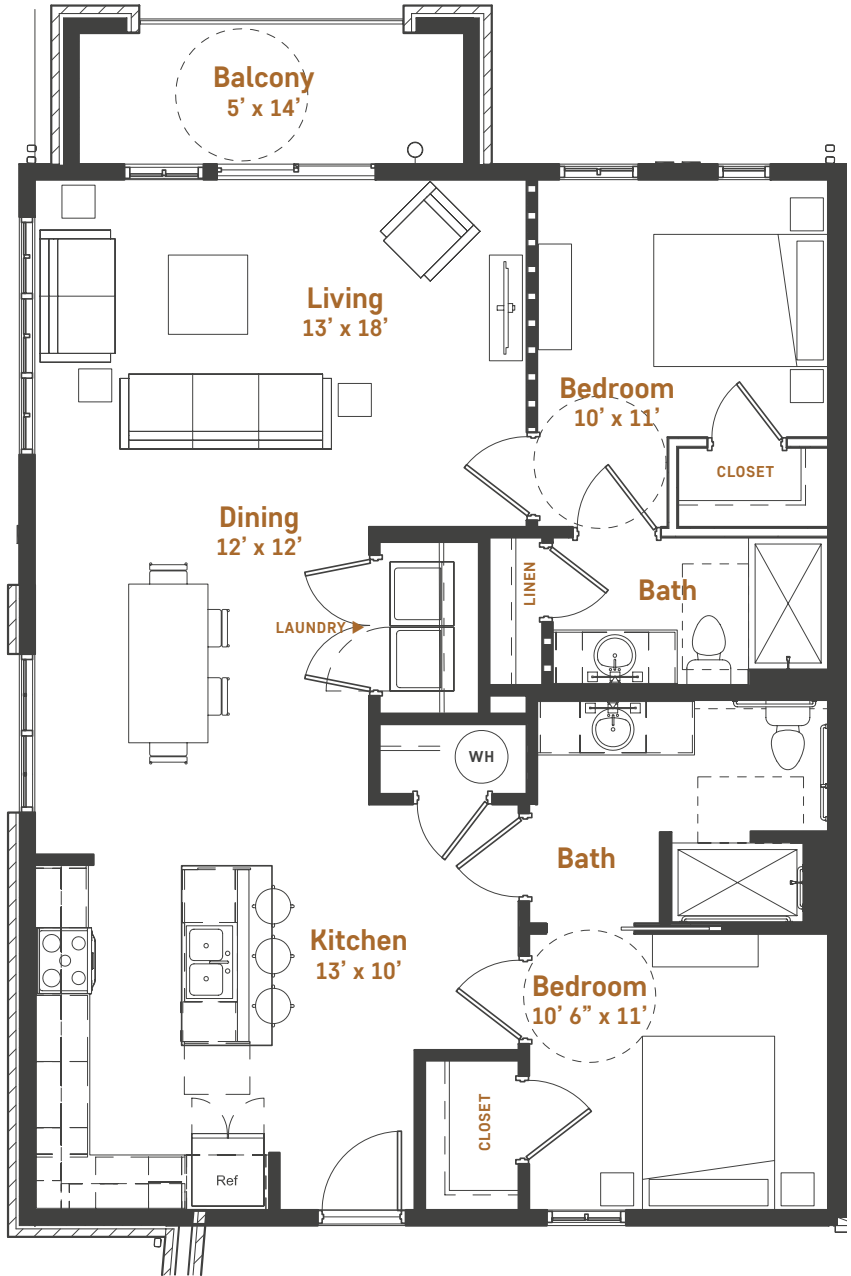 Balcony
5’ x 14’
Living
13’ x 18’
Bedroom
10’ x 11’
CLOSET
Dining
12’ x 12’
LINEN
Bath
LAUNDRY
WH
Bath
Kitchen
13’ x 10’
Bedroom
10’ 6” x 11’
CLOSET
Ref